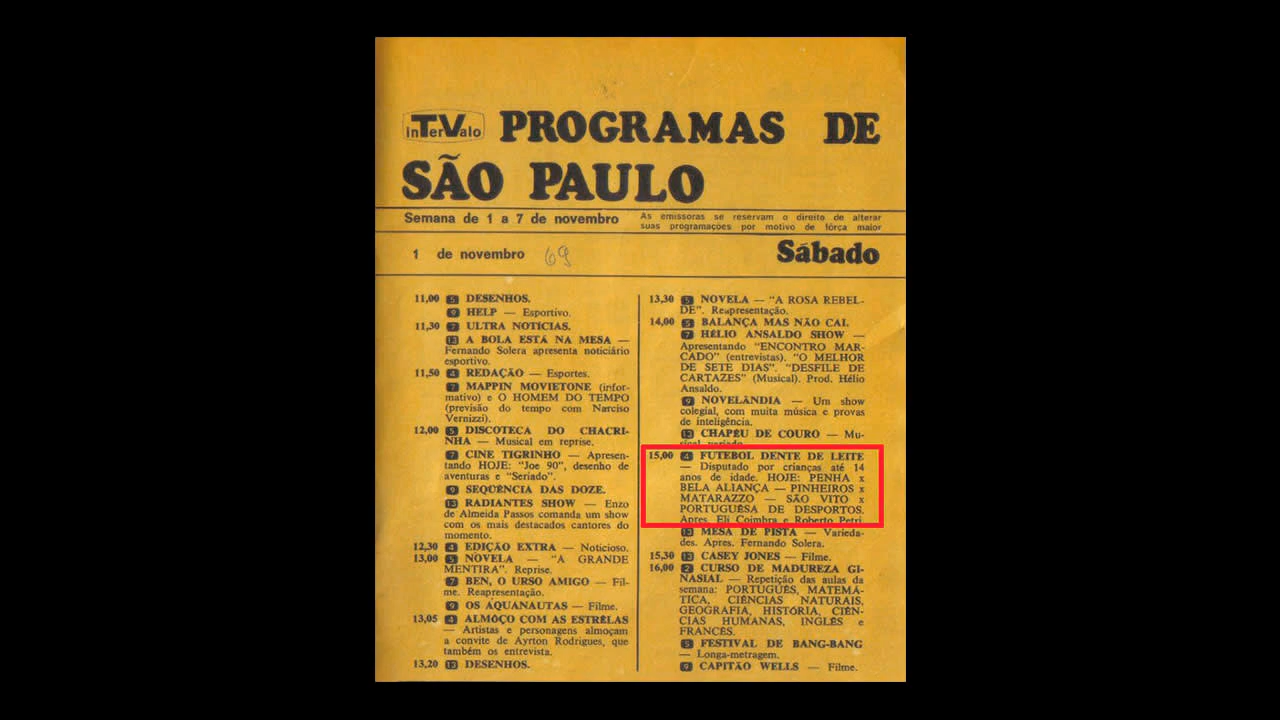 inTerValo PROGRAMAS DE
SÃO PAULO
Semana de 1 a 7 de novembro
As emissoras se reservam o direito de alterar
suas programações por motivo de fôrça maior
1 de novembro 69
Sábado
11,00 5 DESENHOS.
9 HELP — Esportivo.
11,30 7 ULTRA NOTÍCIAS.
13 A BOLA ESTÁ NA MESA —
Fernando Solera apresenta noticiário
esportivo.
11,50 4 REDAÇÃO — Esportes.
7 MAPPIN MOVIETONE (infor-
mativo) e O HOMEM DO TEMPO
(previsão do tempo com Narciso
Vernizzi).
12,00 5 DISCOTECA DO CHACRI-
NHA — Musical em reprise.
7 CINE TIGRINHO — Apresen-
tando HOJE: "Joe 90", desenho de
aventuras e "Seriado".
9 SEQÜÊNCIA DAS DOZE.
13 RADIANTES SHOW — Enzo
de Almeida Passos comanda um show
com os mais destacados cantores do
momento.
12,30 4 EDIÇÃO EXTRA — Noticioso.
13,00 5 NOVELA — "A GRANDE
MENTIRA". Reprise.
7 BEN, O URSO AMIGO — Fil-
me. Reapresentação.
9 OS AQUANAUTAS — Filme.
13,05 4 ALMÔÇO COM AS ESTRÊLAS
— Artistas e personagens almoçam
a convite de Ayrton Rodrigues, que
também os entrevista.
13,20 13 DESENHOS.
13,30 5 NOVELA — "A ROSA REBEL-
DE". Reapresentação.
14,00 5 BALANÇA MAS NÃO CAI.
7 HÉLIO ANSALDO SHOW —
Apresentando "ENCONTRO MAR-
CADO" (entrevistas). "O MELHOR
DE SETE DIAS". "DESFILE DE
CARTAZES" (Musical). Prod. Hélio
Ansaldo.
9 NOVELÂNDIA — Um show
colegial, com muita música e provas
de inteligência.
13 CHAPÉU DE COURO — Mu-
sical variado.
15,00 4 FUTEBOL DENTE DE LEITE
— Disputado por crianças até 14
anos de idade. HOJE: PENHA x
BELA ALIANÇA — PINHEIROS x
MATARAZZO — SÃO VITO x
PORTUGUÊSA DE DESPORTOS.
Apres. Eli Coimbra e Roberto Petri.
13 MESA DE PISTA — Varieda-
des. Apres. Fernando Solera.
15,30 13 CASEY JONES — Filme.
16,00 2 CURSO DE MADUREZA GI-
NASIAL — Repetição das aulas da
semana: PORTUGUÊS, MATEMÁ-
TICA, CIÊNCIAS NATURAIS,
GEOGRAFIA, HISTÓRIA, CIÊN-
CIAS HUMANAS, INGLÊS e
FRANCÊS.
5 FESTIVAL DE BANG-BANG
— Longa-metragem.
9 CAPITÃO WELLS — Filme.